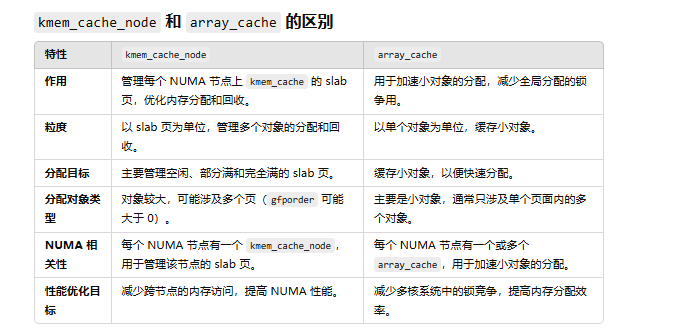 kmem_cache_node 和 array_cache 的区别
特性 kmem_cache_node array_cache
作用 管理每个 NUMA 节点上 kmem_cache 的 slab 用于加速小对象的分配，减少全局分配的锁
页，优化内存分配和回收。 争用。
粒度 以 slab 页为单位，管理多个对象的分配和回 以单个对象为单位，缓存小对象。
收。
分配目标 主要管理空闲、部分满和完全满的 slab 页。 缓存小对象，以便快速分配。
分配对象类 对象较大，可能涉及多个页（gfporder 可能 主要是小对象，通常只涉及单个页面内的多
型 大于 0）。 个对象。
NUMA 相 每个 NUMA 节点有一个 kmem_cache_node， 每个 NUMA 节点有一个或多个
关性 用于管理该节点的 slab 页。 array_cache，用于加速小对象的分配。
性能优化目 减少跨节点的内存访问，提高 NUMA 性能。 减少多核系统中的锁竞争，提高内存分配效
标 率。